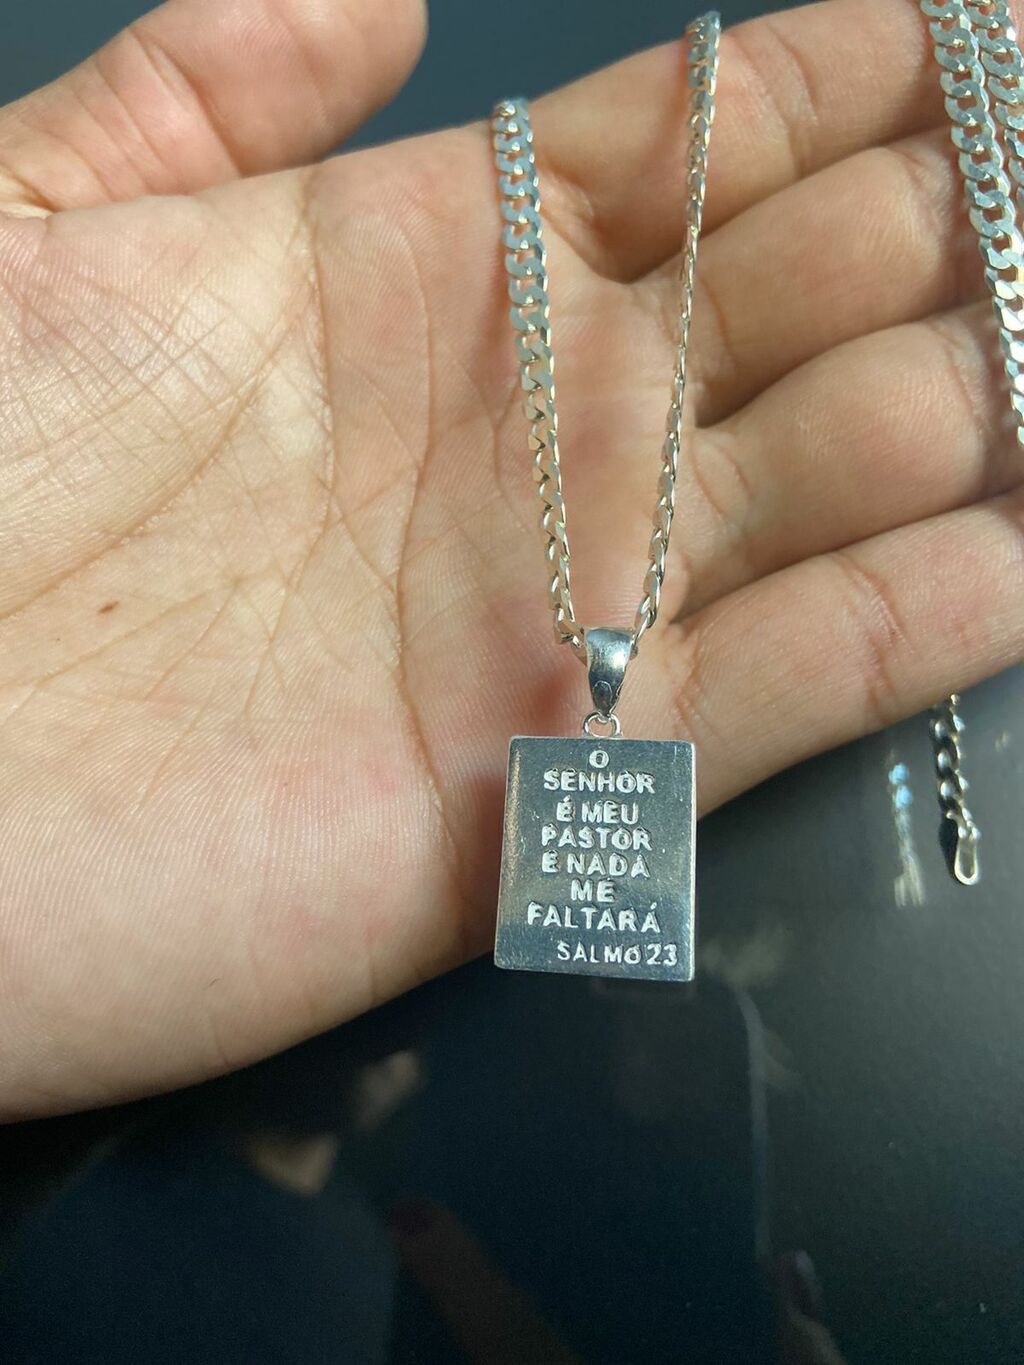 O
SENHOR
É MEU
PASTOR
E NADA
ME
FALTARÁ
SALMO 23